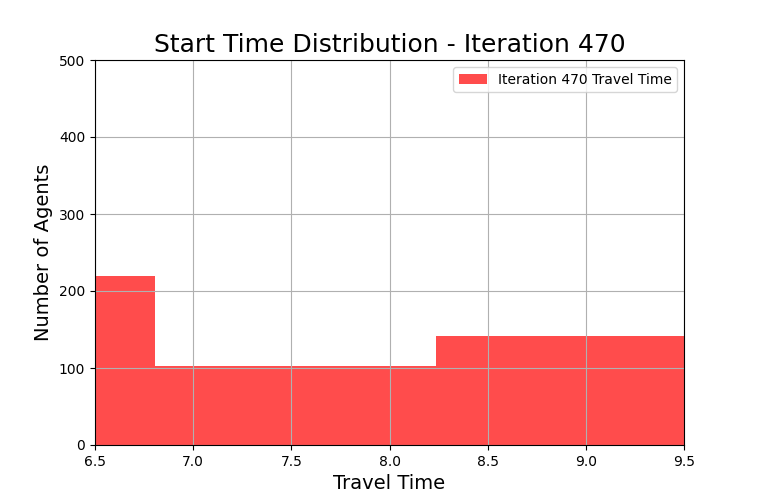 Start Time Distribution - Iteration 470
Iteration 470 Travel Time
Number of Agents
500
400
300
200
100
0
6.5 7.0 7.5 8.0 8.5 9.0 9.5
Travel Time